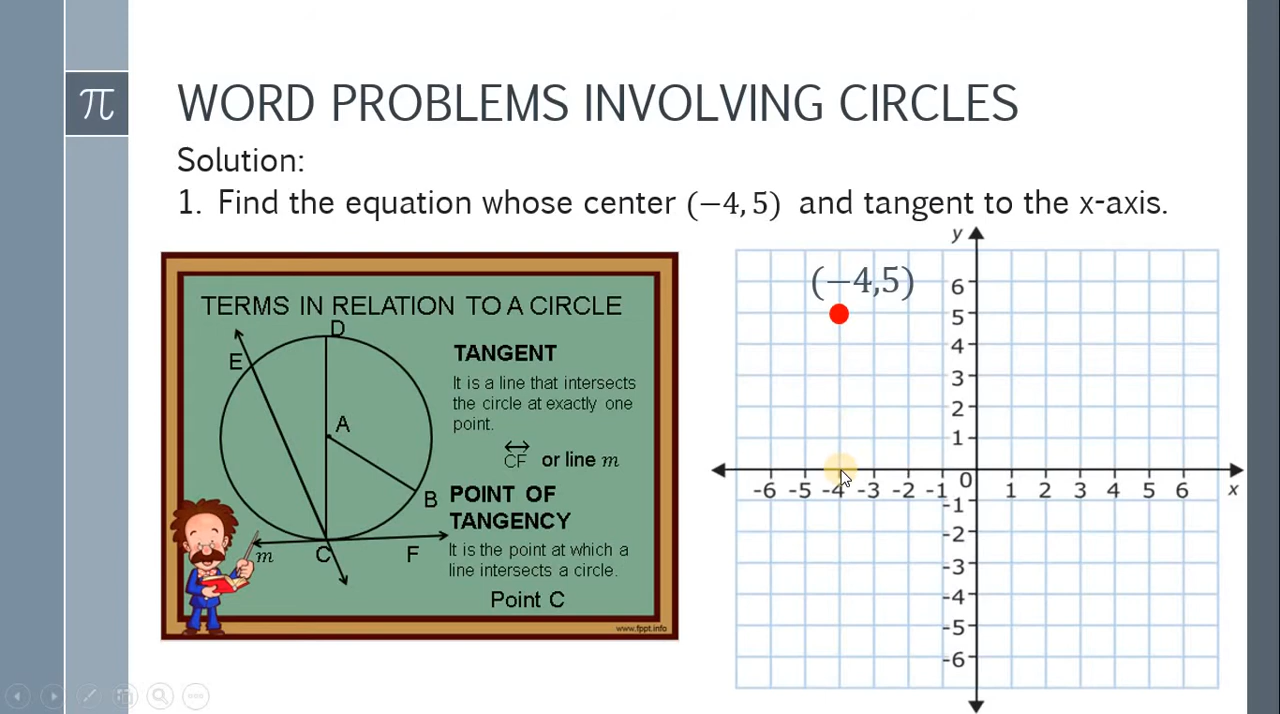 π
WORD PROBLEMS INVOLVING CIRCLES
Solution:
1. Find the equation whose center (−4, 5) and tangent to the x-axis.
TERMS IN RELATION TO A CIRCLE
D
E
A
B
m
C
F
TANGENT
It is a line that intersects
the circle at exactly one
point.
CF or line m
POINT OF
TANGENCY
It is the point at which a
line intersects a circle.
Point C
www.fppt.info
y
(−4,5)
6
5
4
3
2
1
0
-6 -5 -4 -3 -2 -1 1 2 3 4 5 6 x
-1
-2
-3
-4
-5
-6